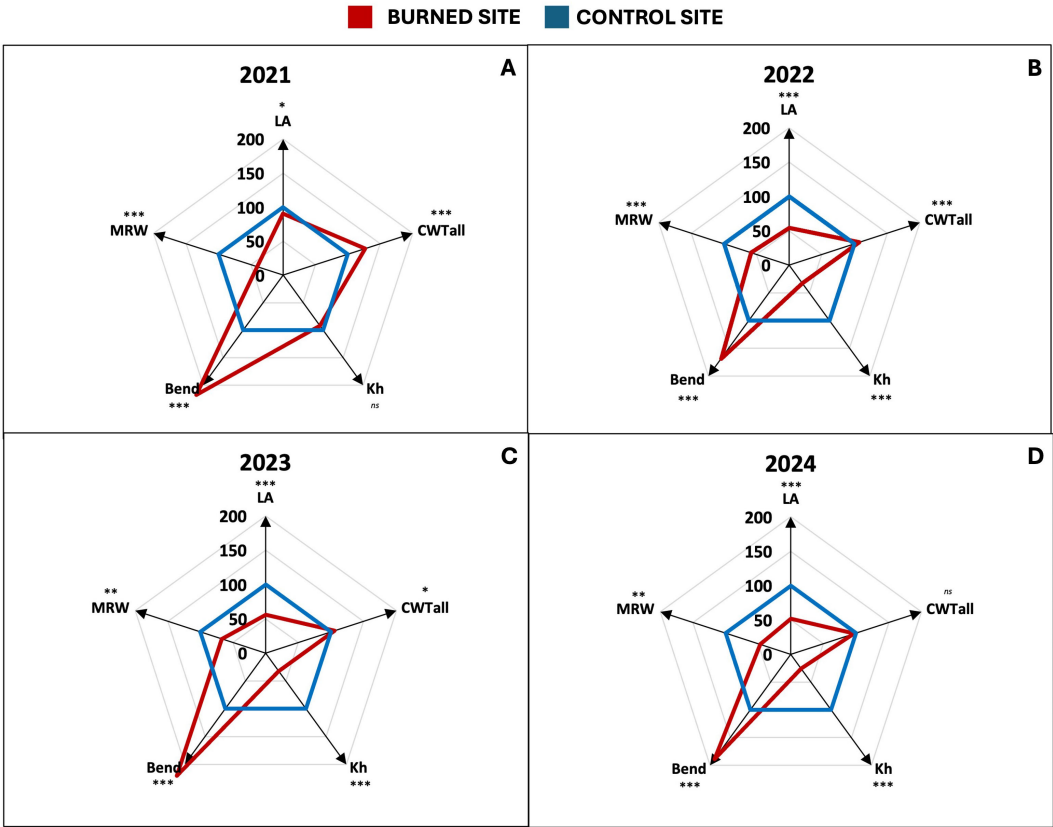 BURNED SITE CONTROL SITE
2021 A
*
LA
200
150
100
50
0
***
MRW
***
CWTall
Bend
***
Kh
ns
2022 B
***
LA
200
150
100
50
0
***
MRW
***
CWTall
Bend
***
Kh
***
2023 C
***
LA
200
150
100
50
0
**
MRW
*
CWTall
Bend
***
Kh
***
2024 D
***
LA
200
150
100
50
0
**
MRW
ns
CWTall
Bend
***
Kh
***